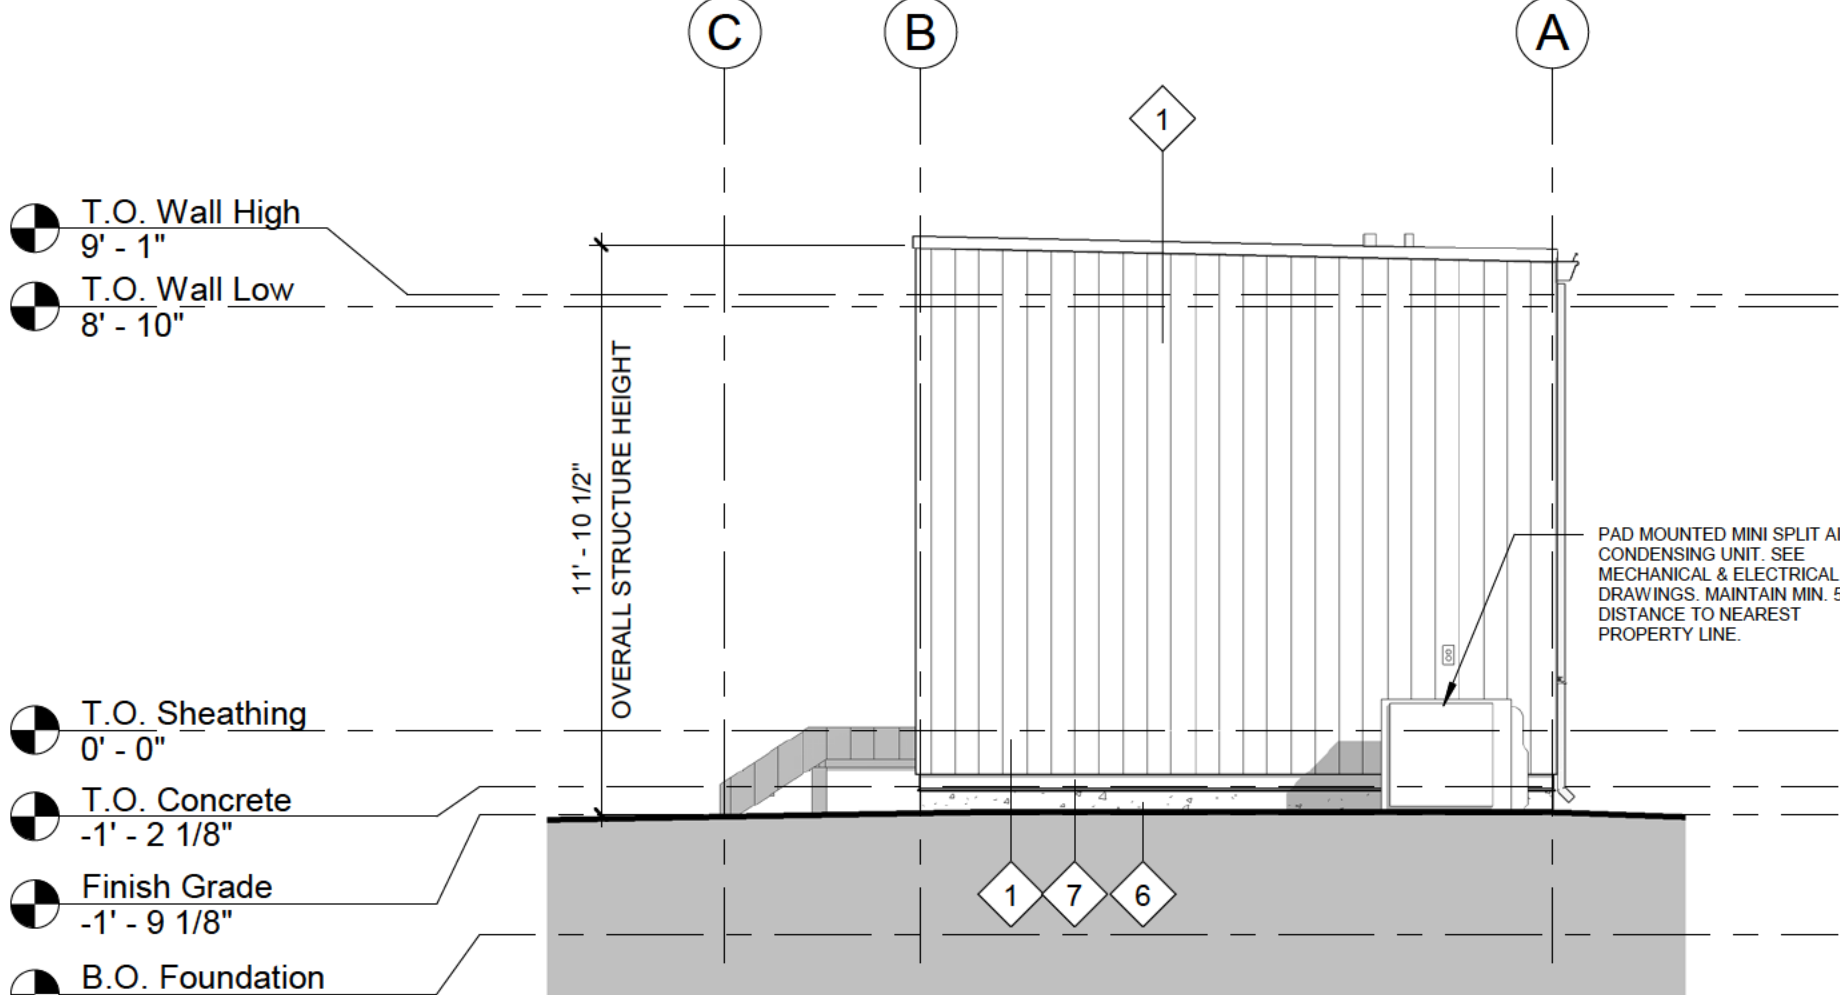 C
B
A
1
T.O. Wall High
9' - 1"
T.O. Wall Low
8' - 10"
11' - 10 1/2"
OVERALL STRUCTURE HEIGHT
PAD MOUNTED MINI SPLIT
CONDENSING UNIT. SEE
MECHANICAL & ELECTRICAL
DRAWINGS. MAINTAIN MIN. 5
DISTANCE TO NEAREST
PROPERTY LINE.
T.O. Sheathing
0' - 0"
T.O. Concrete
-1' - 2 1/8"
Finish Grade
-1' - 9 1/8"
1
7
6
B.O. Foundation